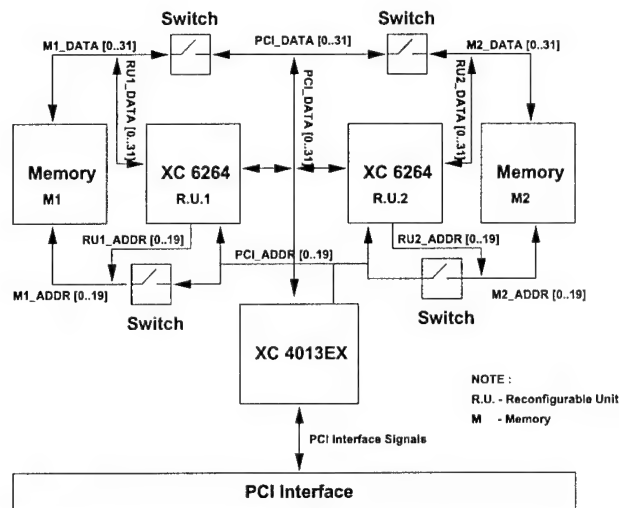 Switch
Switch
M1_DATA [0..31]
PCI_DATA [0..31]
M2_DATA [0..31]
RU1_DATA [0..31]
PCI_DATA [0..31]
RU2_DATA [0..31]
Memory
M1
XC 6264
R.U.1
XC 6264
R.U.2
Memory
M2
RU1_ADDR [0..19]
RU2_ADDR [0..19]
PCI_ADDR [0..19]
M1_ADDR [0..19]
M2_ADDR [0..19]
Switch
Switch
XC 4013EX
NOTE :
R.U. - Reconfigurable Unit
M - Memory
PCI Interface Signals
PCI Interface